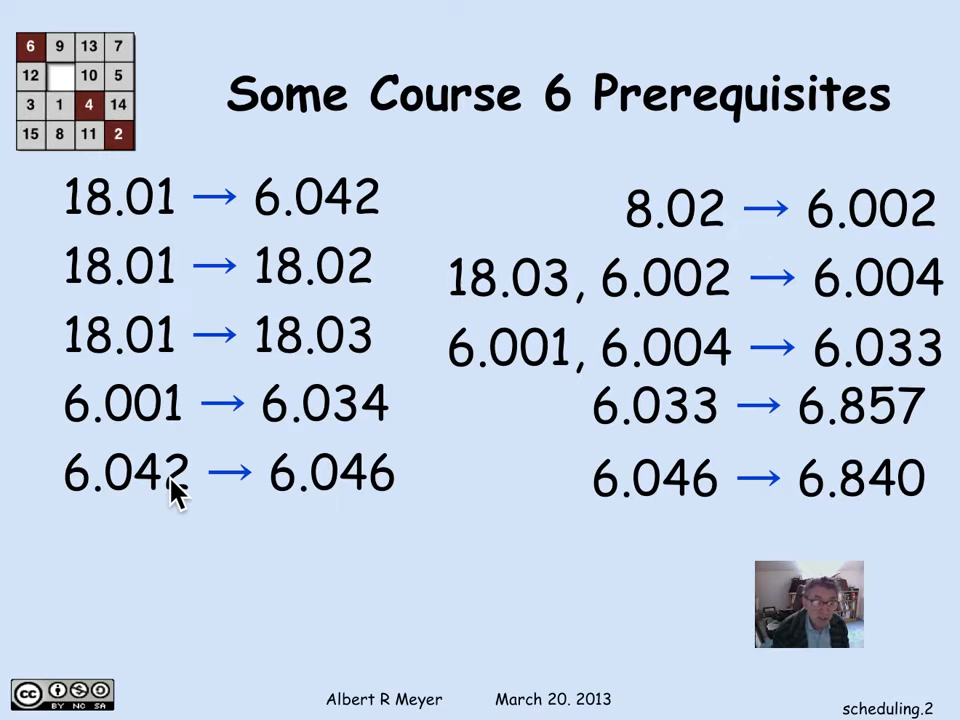 6 9 13 7
12 10 5
3 1 4 14
15 8 11 2
Some Course 6 Prerequisites
18.01 → 6.042
18.01 → 18.02
18.01 → 18.03
6.001 → 6.034
6.042 → 6.046
8.02 → 6.002
18.03, 6.002 → 6.004
6.001, 6.004 → 6.033
6.033 → 6.857
6.046 → 6.840
cc BY NC SA
Albert R Meyer March 20. 2013
scheduling.2